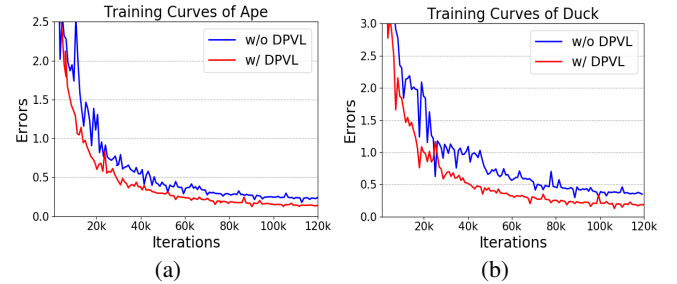 Training Curves of Ape
2.5
2.0
1.5
1.0
0.5
0.0
Errors
w/o DPVL
w/ DPVL
20k 40k 60k 80k 100k 120k
Iterations
(a)
Training Curves of Duck
3.0
2.5
2.0
1.5
1.0
0.5
0.0
Errors
w/o DPVL
w/ DPVL
20k 40k 60k 80k 100k 120k
Iterations
(b)